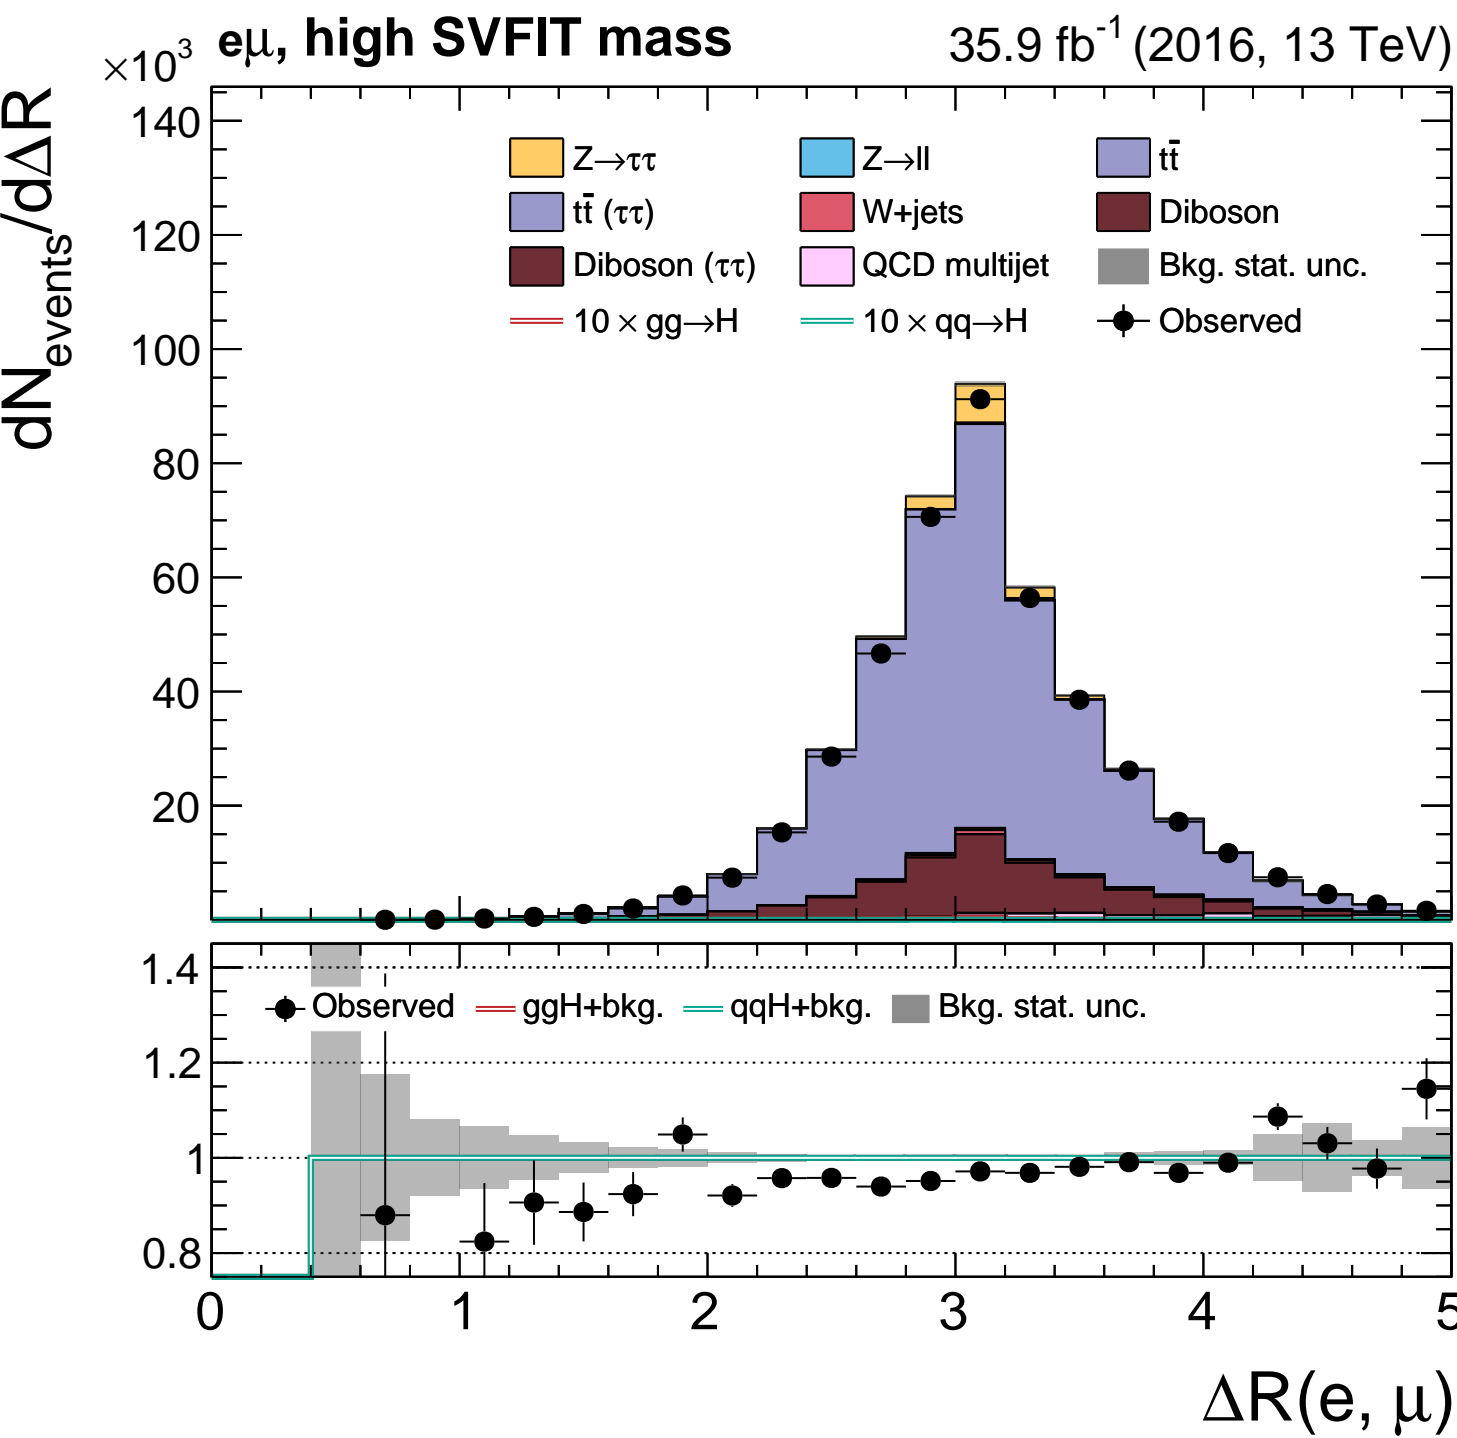 eμ, high SVFIT mass 35.9 fb⁻¹ (2016, 13 TeV)
×10³
dN_events/dΔR
140
120
100
80
60
40
20
Z→ττ Z→ll tt̄
tt̄ (ττ) W+jets Diboson
Diboson (ττ) QCD multijet Bkg. stat. unc.
10 × gg→H 10 × qq→H Observed
1.4
1.2
1
0.8
Observed ggH+bkg. qqH+bkg. Bkg. stat. unc.
0 1 2 3 4 5
ΔR(e, μ)